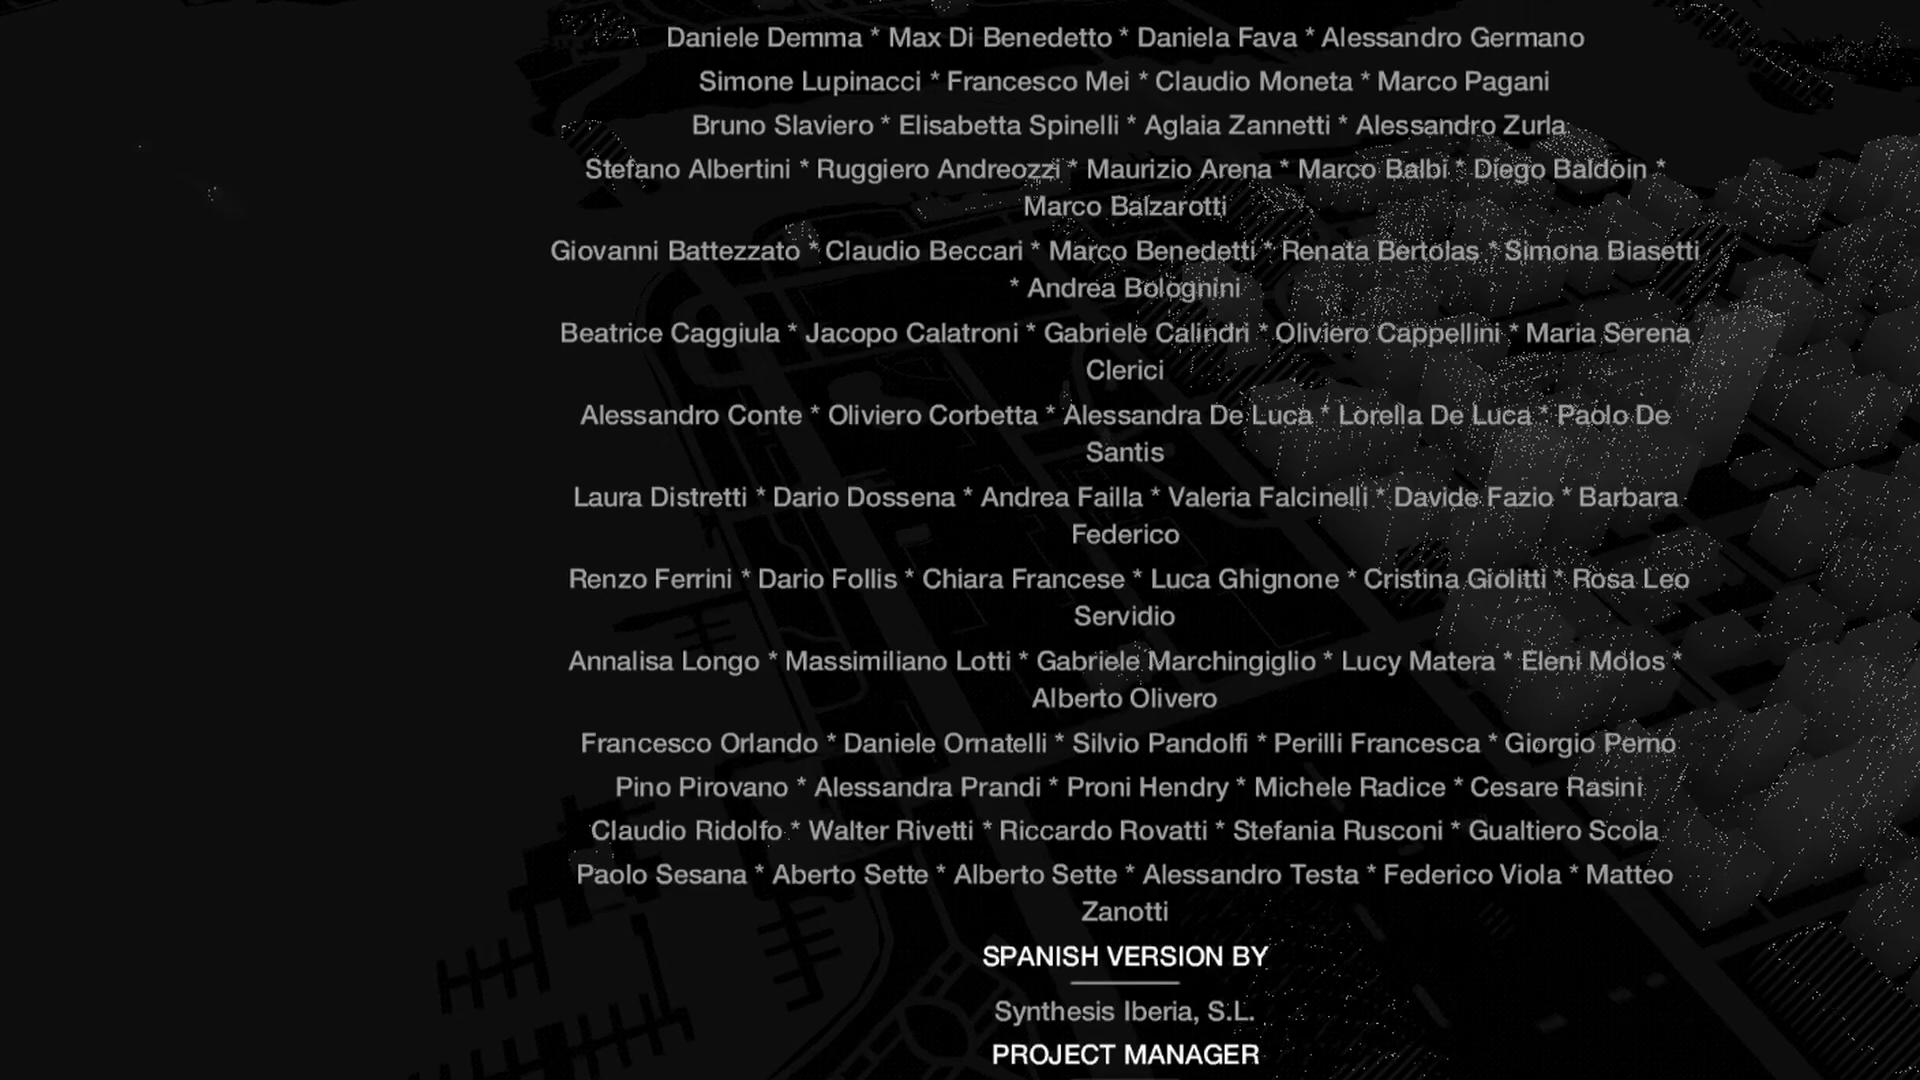 Daniele Demma * Max Di Benedetto * Daniela Fava * Alessandro Germano
Simone Lupinacci * Francesco Mei * Claudio Moneta * Marco Pagani
Bruno Slaviero * Elisabetta Spinelli * Aglaia Zannetti * Alessandro Zurla
Stefano Albertini * Ruggiero Andreozzi * Maurizio Arena * Marco Balbi * Diego Baldoin *
Marco Balzarotti
Giovanni Battezzato * Claudio Beccari * Marco Benedetti * Renata Bertolas * Simona Biasetti
* Andrea Bolognini
Beatrice Caggiula * Jacopo Calatroni * Gabriele Calindri * Oliviero Cappellini * Maria Serena
Clerici
Alessandro Conte * Oliviero Corbetta * Alessandra De Luca * Lorella De Luca * Paolo De
Santis
Laura Distretti * Dario Dossena * Andrea Failla * Valeria Falcinelli * Davide Fazio * Barbara
Federico
Renzo Ferrini * Dario Follis * Chiara Francese * Luca Ghignone * Cristina Giolitti * Rosa Leo
Servidio
Annalisa Longo * Massimiliano Lotti * Gabriele Marchingiglio * Lucy Matera * Eleni Molos *
Alberto Olivero
Francesco Orlando * Daniele Ornatelli * Silvio Pandolfi * Perilli Francesca * Giorgio Perno
Pino Pirovano * Alessandra Prandi * Proni Hendry * Michele Radice * Cesare Rasini
Claudio Ridolfo * Walter Rivetti * Riccardo Rovatti * Stefania Rusconi * Gualtiero Scola
Paolo Sesana * Aberto Sette * Alberto Sette * Alessandro Testa * Federico Viola * Matteo
Zanotti
SPANISH VERSION BY
Synthesis Iberia, S.L.
PROJECT MANAGER